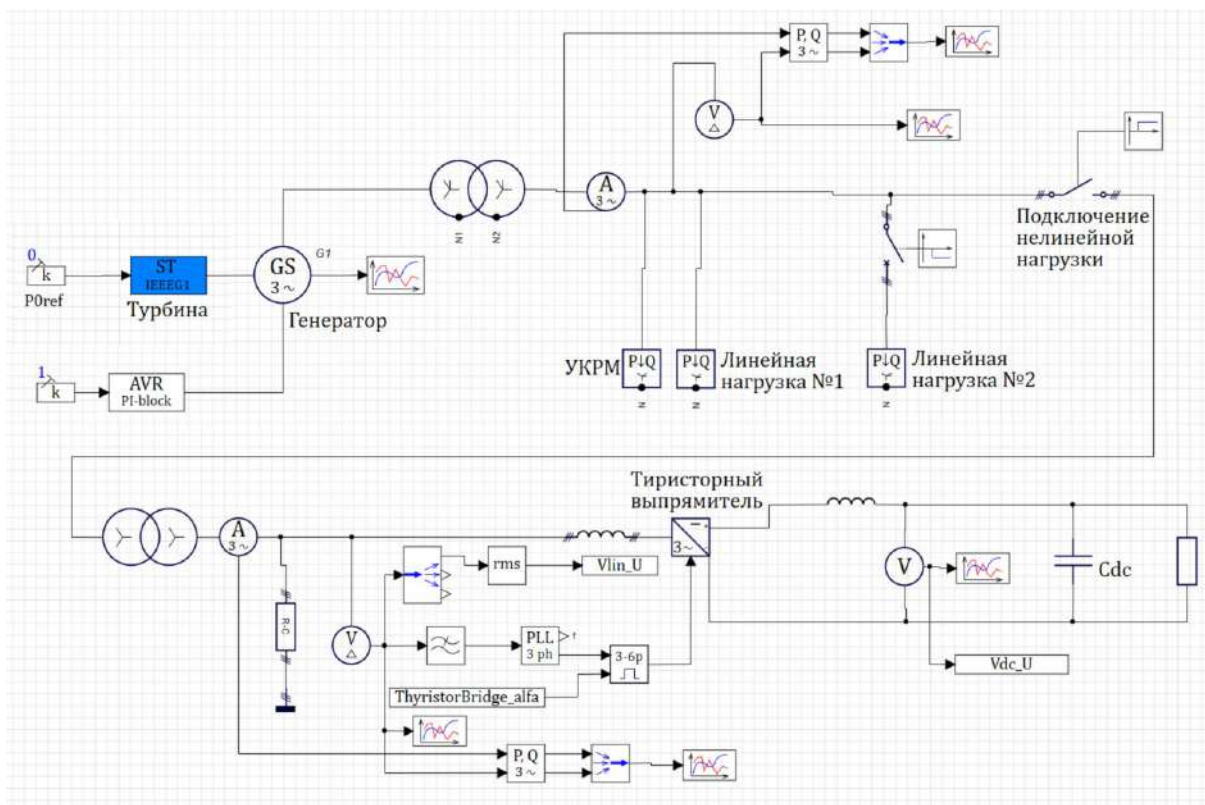 P, Q
3 ~
V
A
3 ~
N1
N2
Подключение
нелинейной
нагрузки
0
k
P0ref
ST
IEEEG1
Турбина
GS
3 ~
G1
Генератор
1
k
AVR
PI-block
УКРМ
P↓Q
N
P↓Q
N
Линейная
нагрузка №1
P↓Q
N
Линейная
нагрузка №2
Тиристорный
выпрямитель
A
3 ~
3 ~
rms
Vlin_U
V
Cdc
R-C
V
PLL
3 ph
f
3-6p
Vdc_U
ThyristorBridge_alfa
P, Q
3 ~